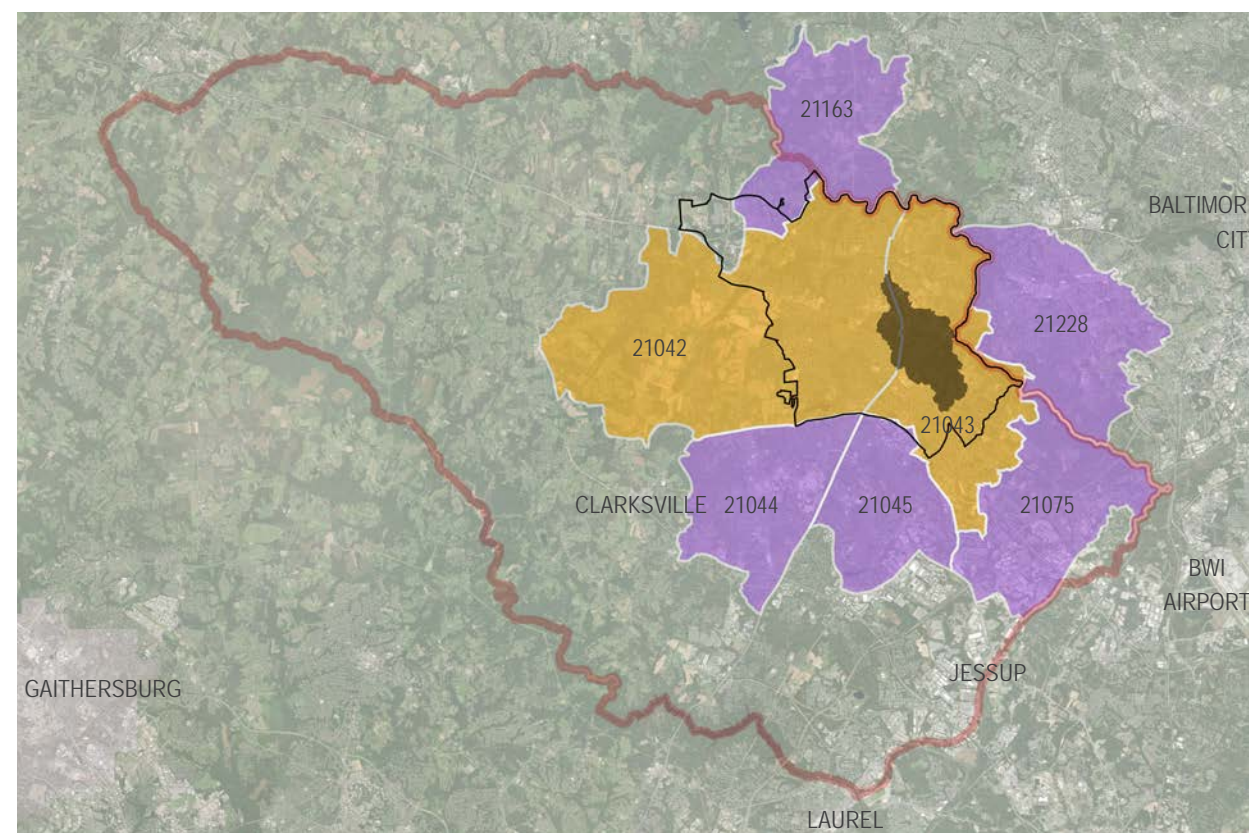 21163
BALTIMOR
CIT
21228
21042
21043
CLARKSVILLE
21044
21045
21075
BWI
AIRPORT
JESSUP
GAITHERSBURG
LAUREL